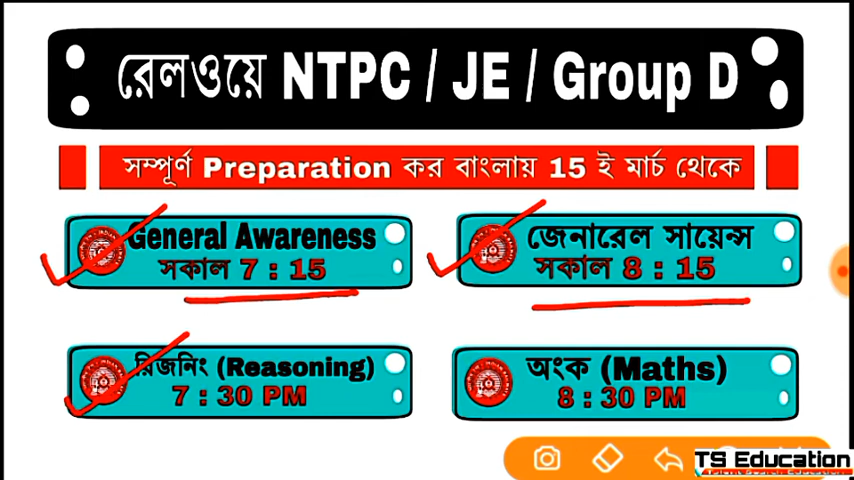 রেলওয়ে NTPC / JE / Group D
সম্পূর্ণ Preparation কর বাংলায় 15 ই মার্চ থেকে
General Awareness
সকাল 7 : 15
জেনারেল সায়েন্স
সকাল 8 : 15
রিজনিং (Reasoning)
7 : 30 PM
অংক (Maths)
8 : 30 PM
TS Education